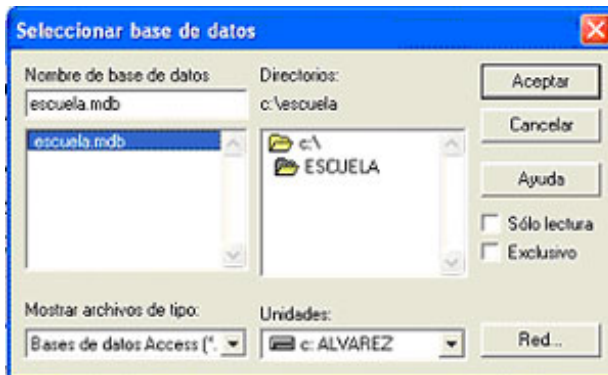 Seleccionar base de datos
Nombre de base de datos
escuela.mdb
escuela.mdb
Mostrar archivos de tipo:
Bases de datos Access (*.
Directorios:
c:\escuela
c:\
ESCUELA
Unidades:
c: ALVAREZ
Aceptar
Cancelar
Ayuda
Sólo lectura
Exclusivo
Red...